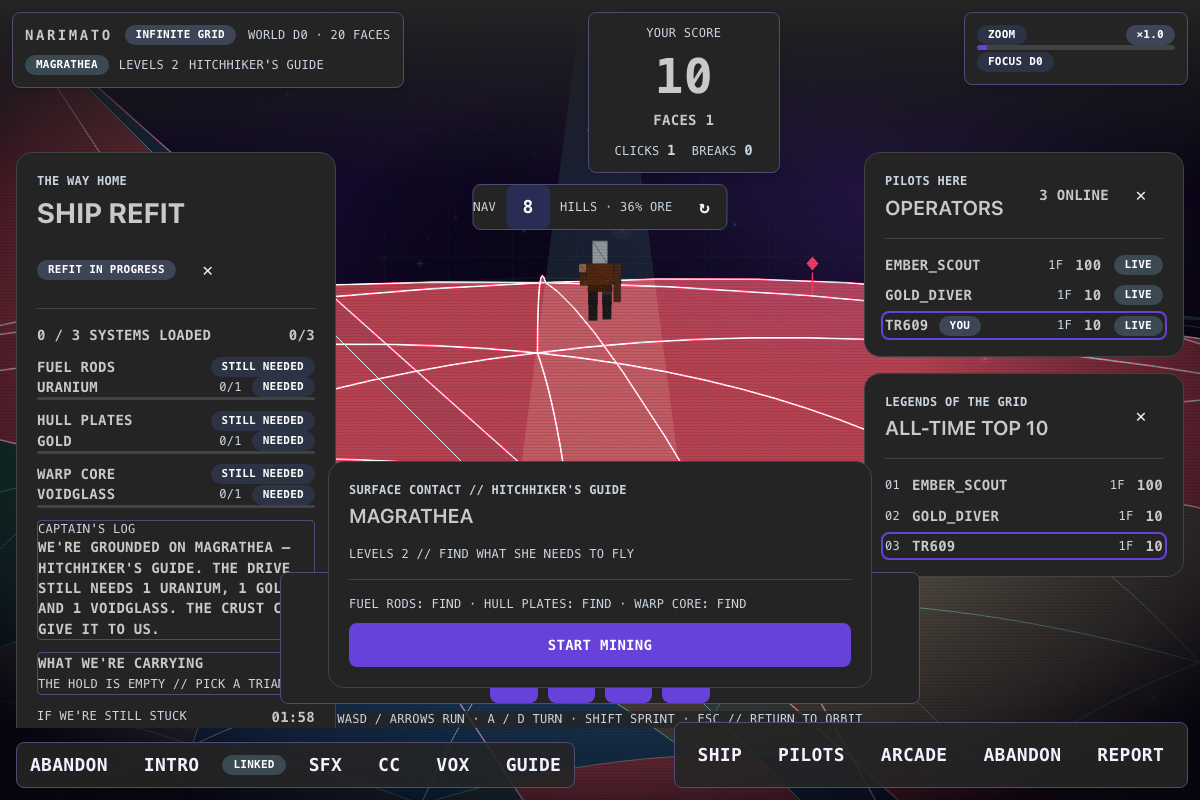 NARIMATO INFINITE GRID WORLD D0 · 20 FACES
MAGRATHEA LEVELS 2 HITCHHIKER'S GUIDE
YOUR SCORE
10
FACES 1
CLICKS 1 BREAKS 0
ZOOM ×1.0
FOCUS D0
NAV 8 HILLS · 36% ORE ↻
THE WAY HOME
SHIP REFIT
REFIT IN PROGRESS ×
0 / 3 SYSTEMS LOADED 0/3
FUEL RODS STILL NEEDED
URANIUM 0/1 NEEDED
HULL PLATES STILL NEEDED
GOLD 0/1 NEEDED
WARP CORE STILL NEEDED
VOIDGLASS 0/1 NEEDED
CAPTAIN'S LOG
WE'RE GROUNDED ON MAGRATHEA —
HITCHHIKER'S GUIDE. THE DRIVE
STILL NEEDS 1 URANIUM, 1 GOL
AND 1 VOIDGLASS. THE CRUST
GIVE IT TO US.
WHAT WE'RE CARRYING
THE HOLD IS EMPTY // PICK A
IF WE'RE STILL STUCK 01:58
PILOTS HERE
OPERATORS 3 ONLINE ×
EMBER_SCOUT 1F 100 LIVE
GOLD_DIVER 1F 10 LIVE
TR609 YOU 1F 10 LIVE
LEGENDS OF THE GRID
ALL-TIME TOP 10 ×
01 EMBER_SCOUT 1F 100
02 GOLD_DIVER 1F 10
03 TR609 1F 10
SURFACE CONTACT // HITCHHIKER'S GUIDE
MAGRATHEA
LEVELS 2 // FIND WHAT SHE NEEDS TO FLY
FUEL RODS: FIND · HULL PLATES: FIND · WARP CORE: FIND
START MINING
WASD / ARROWS RUN · A / D TURN · SHIFT SPRINT · ESC // RETURN TO ORBIT
ABANDON INTRO LINKED SFX CC VOX GUIDE
SHIP PILOTS ARCADE ABANDON REPORT